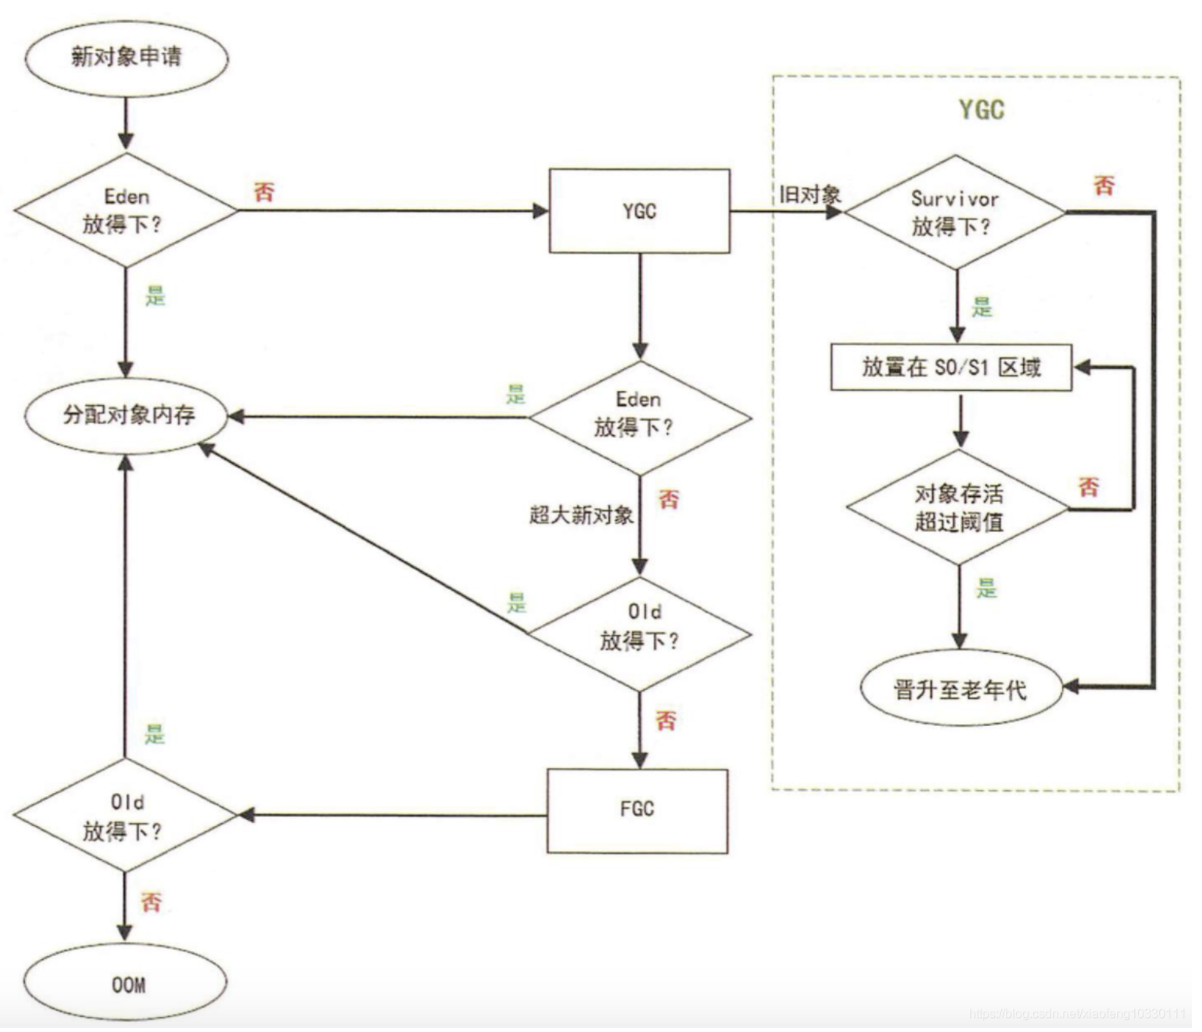 新对象申请
Eden
放得下?
否
是
YGC
分配对象内存
Eden
放得下?
是
否
超大新对象
Old
放得下?
是
否
FGC
Old
放得下?
是
否
OOM
YGC
旧对象
Survivor
放得下?
否
是
放置在 S0/S1 区域
对象存活
超过阈值
否
是
晋升至老年代
https://blog.csdn.net/xiaofeng10330111